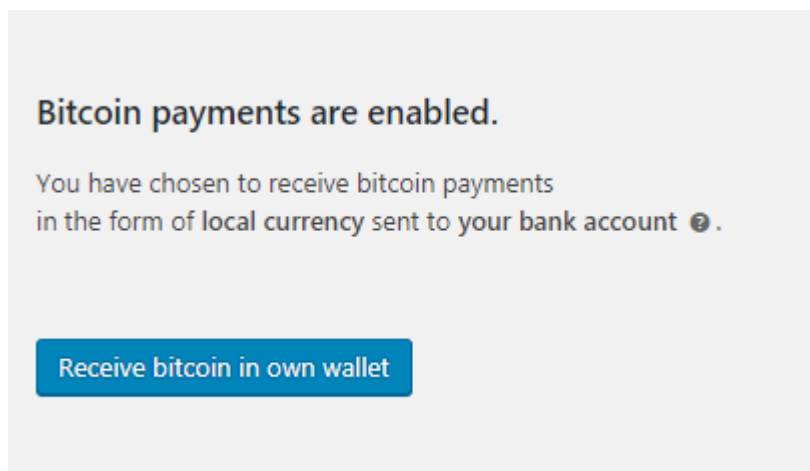 Bitcoin payments are enabled.
You have chosen to receive bitcoin payments
in the form of local currency sent to your bank account ? .
Receive bitcoin in own wallet